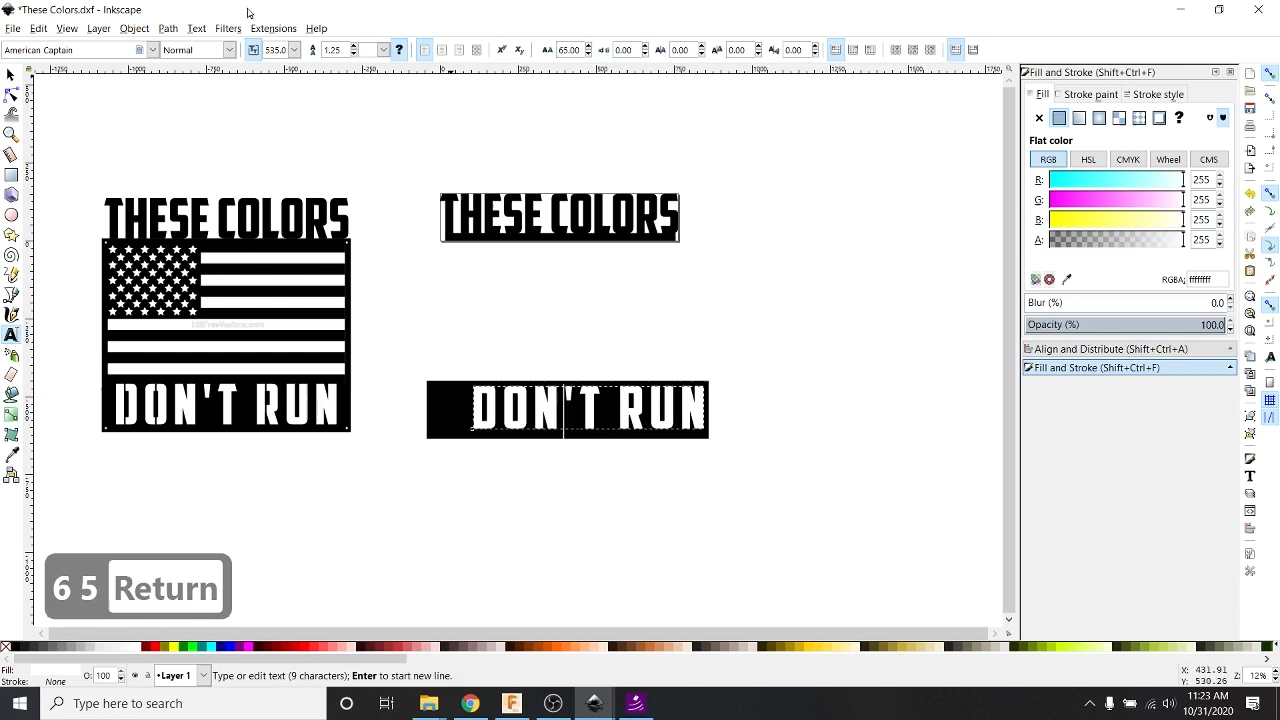 *These Colors.dxf - Inkscape
File Edit View Layer Object Path Text Filters Extensions Help
American Captain Normal 535.0 1.25 ? 65.00 0.00 0.00 0.00 0.00
Fill and Stroke (Shift+Ctrl+F)
Fill Stroke paint Stroke style
?
Flat color
RGB HSL CMYK Wheel CMS
R: 255
G: 255
B: 255
A: 255
RGBA: ffffffff
Blur (%) 0.0
Opacity (%) 100.0
Align and Distribute (Shift+Ctrl+A)
Fill and Stroke (Shift+Ctrl+F)
THESE COLORS
DON'T RUN
THESE COLORS
DON'T RUN
6 5 Return
Fill:
Stroke: None
O: 100
Layer 1
Type or edit text (9 characters); Enter to start new line.
X: 431.91
Y: 530.26
Z: 12%
Type here to search
11:23 AM
10/31/2020